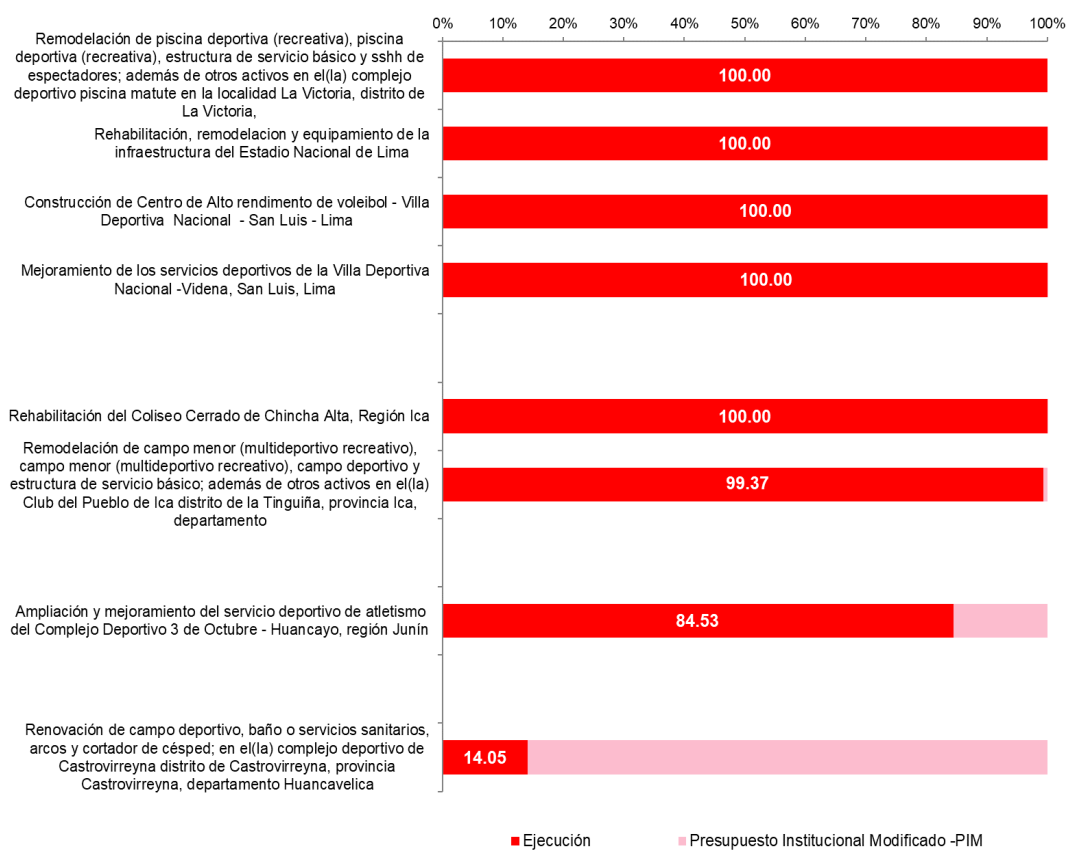 0% 10% 20% 30% 40% 50% 60% 70% 80% 90% 100%
Remodelación de piscina deportiva (recreativa), piscina
deportiva (recreativa), estructura de servicio básico y sshh de
espectadores; además de otros activos en el(la) complejo
deportivo piscina matute en la localidad La Victoria, distrito de
La Victoria,
100.00
Rehabilitación, remodelacion y equipamiento de la
infraestructura del Estadio Nacional de Lima
100.00
Construcción de Centro de Alto rendimiento de voleibol - Villa
Deportiva Nacional - San Luis - Lima
100.00
Mejoramiento de los servicios deportivos de la Villa Deportiva
Nacional -Videna, San Luis, Lima
100.00
Rehabilitación del Coliseo Cerrado de Chincha Alta, Región Ica
100.00
Remodelación de campo menor (multideportivo recreativo),
campo menor (multideportivo recreativo), campo deportivo y
estructura de servicio básico; además de otros activos en el(la)
Club del Pueblo de Ica distrito de la Tinguiña, provincia Ica,
departamento
99.37
Ampliación y mejoramiento del servicio deportivo de atletismo
del Complejo Deportivo 3 de Octubre - Huancayo, región Junín
84.53
Renovación de campo deportivo, baño o servicios sanitarios,
arcos y cortador de césped; en el(la) complejo deportivo de
Castrovirreyna distrito de Castrovirreyna, provincia
Castrovirreyna, departamento Huancavelica
14.05
Ejecución
Presupuesto Institucional Modificado -PIM